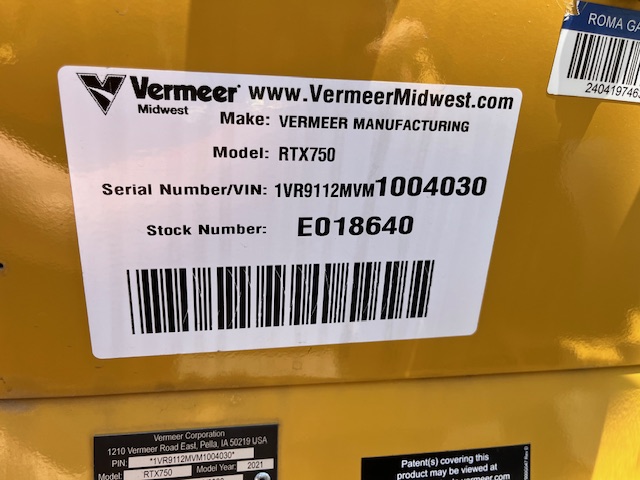 ROMA GA
2404197463
Vermeer® www.VermeerMidwest.com
Midwest
Make: VERMEER MANUFACTURING
Model: RTX750
Serial Number/VIN: 1VR9112MVM1004030
Stock Number: E018640
Vermeer Corporation
1210 Vermeer Road East, Pella, IA 50219 USA
PIN: *1VR9112MVM1004030*
Model: RTX750 Model Year: 2021
Patent(s) covering this
product may be viewed at